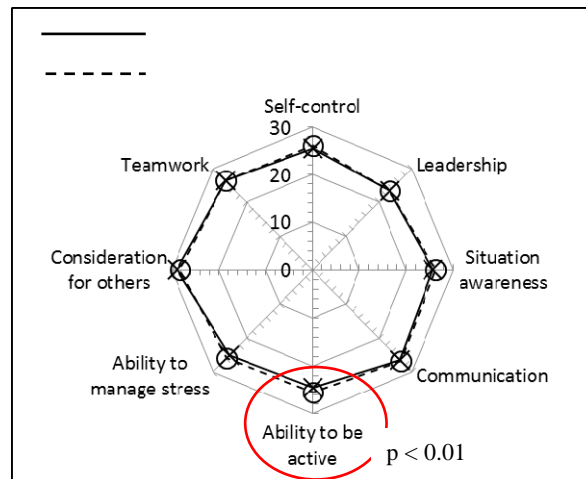 Self-control
30
Teamwork
Leadership
20
10
Consideration
for others
0
Situation
awareness
Ability to
manage stress
Communication
Ability to be
active
p < 0.01